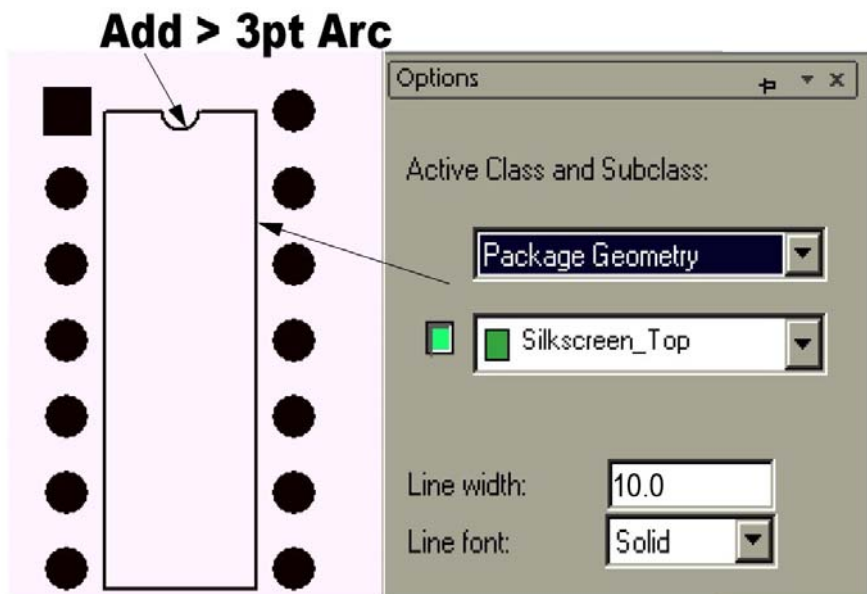 Add > 3pt Arc
Options
Active Class and Subclass:
Package Geometry
Silkscreen_Top
Line width:
10.0
Line font:
Solid